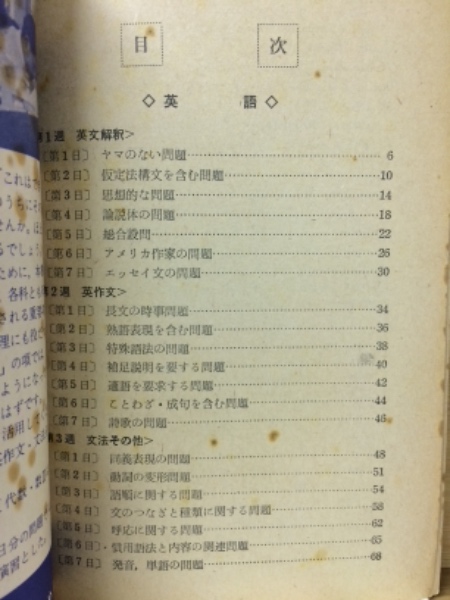 目 次
◇ 英 語 ◇
第1週 英文解釈>
〔第1日〕 ヤマのない問題 6
〔第2日〕 仮定法構文を含む問題 10
〔第3日〕 思想的な問題 14
〔第4日〕 論説体の問題 18
〔第5日〕 総合設問 22
〔第6日〕 アメリカ作家の問題 26
〔第7日〕 エッセイ文の問題 30
第2週 英作文>
〔第1日〕 長文の時事問題 34
〔第2日〕 熟語表現を含む問題 36
〔第3日〕 特殊語法の問題 38
〔第4日〕 補足説明を要する問題 40
〔第5日〕 適語を要求する問題 42
〔第6日〕 ことわざ・成句を含む問題 44
〔第7日〕 詩歌の問題 46
第3週 文法その他>
〔第1日〕 同義表現の問題 48
〔第2日〕 動詞の変形問題 51
〔第3日〕 語順に関する問題 54
〔第4日〕 文のつなぎと種類に関する問題 58
〔第5日〕 呼応に関する問題 62
〔第6日〕 慣用語法と内容の関連問題 65
〔第7日〕 発音，単語の問題 68